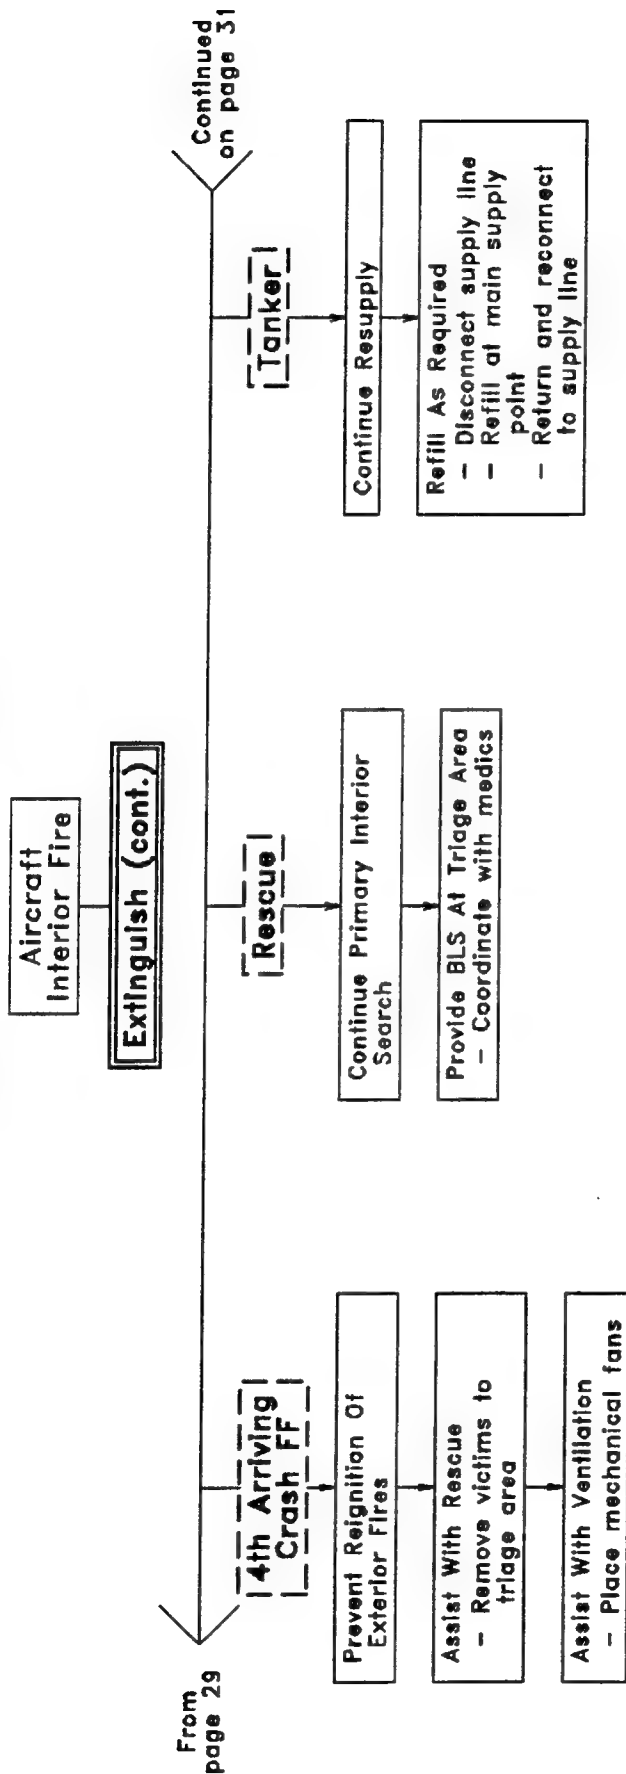 Aircraft
Interior Fire
Extinguish (cont.)
From
page 29
Continued
on page 31
4th Arriving
Crash FF
Prevent Reignition Of
Exterior Fires
Assist With Rescue
- Remove victims to
triage area
Assist With Ventilation
- Place mechanical fans
Rescue
Continue Primary Interior
Search
Provide BLS At Triage Area
- Coordinate with medics
Tanker
Continue Resupply
Refill As Required
- Disconnect supply line
- Refill at main supply
point
- Return and reconnect
to supply line